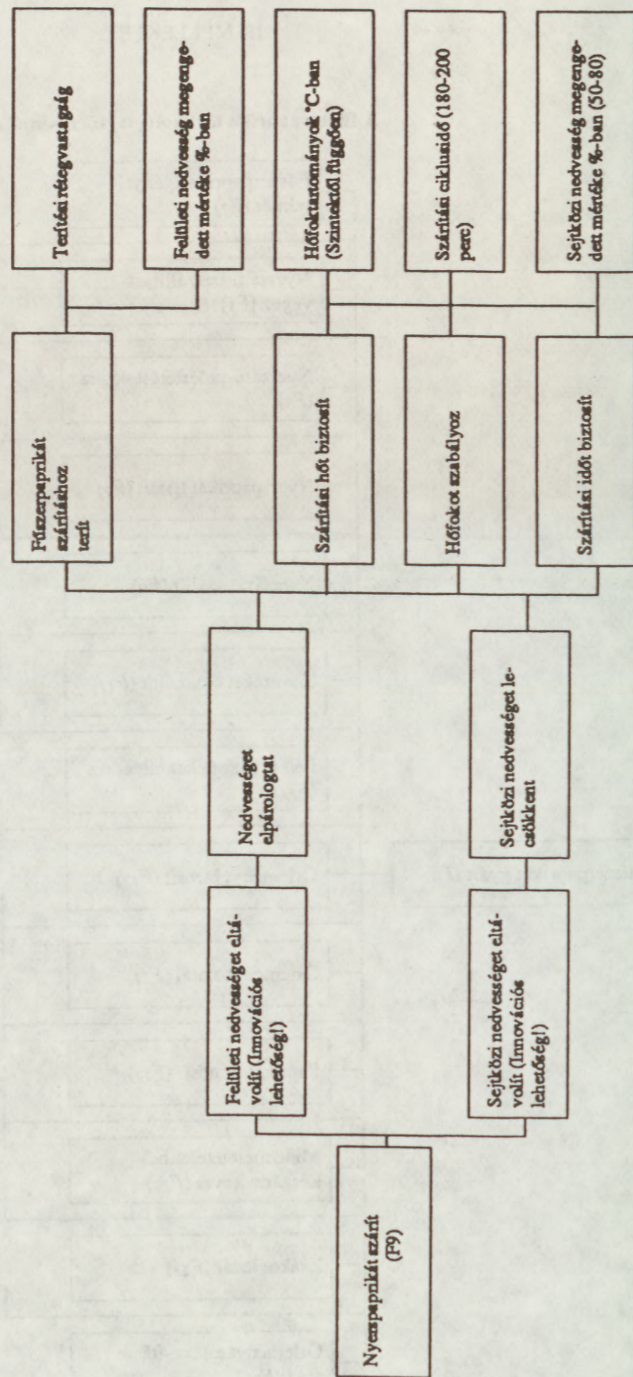 Nyerspaprikát szárít
(F9)
Felületi nedvességet eltá-
volít (Innovációs
lehetőség!)
Sejtközi nedvességet eltá-
volít (Innovációs
lehetőség!)
Nedvességet
elpárologtat
Sejtközi nedvességet le-
csökkent
Fűszerpaprikát
szárításhoz
terít
Szárítási hőt biztosít
Hőfokot szabályoz
Szárítási időt biztosít
Terítési rétegvastagság
Felületi nedvesség megenge-
dett mértéke %-ban
Hőfoktartományok °C-ban
(Szintektől függően)
Szárítási ciklusidő (180-200
perc)
Sejtközi nedvesség megenge-
dett mértéke %-ban (50-80)